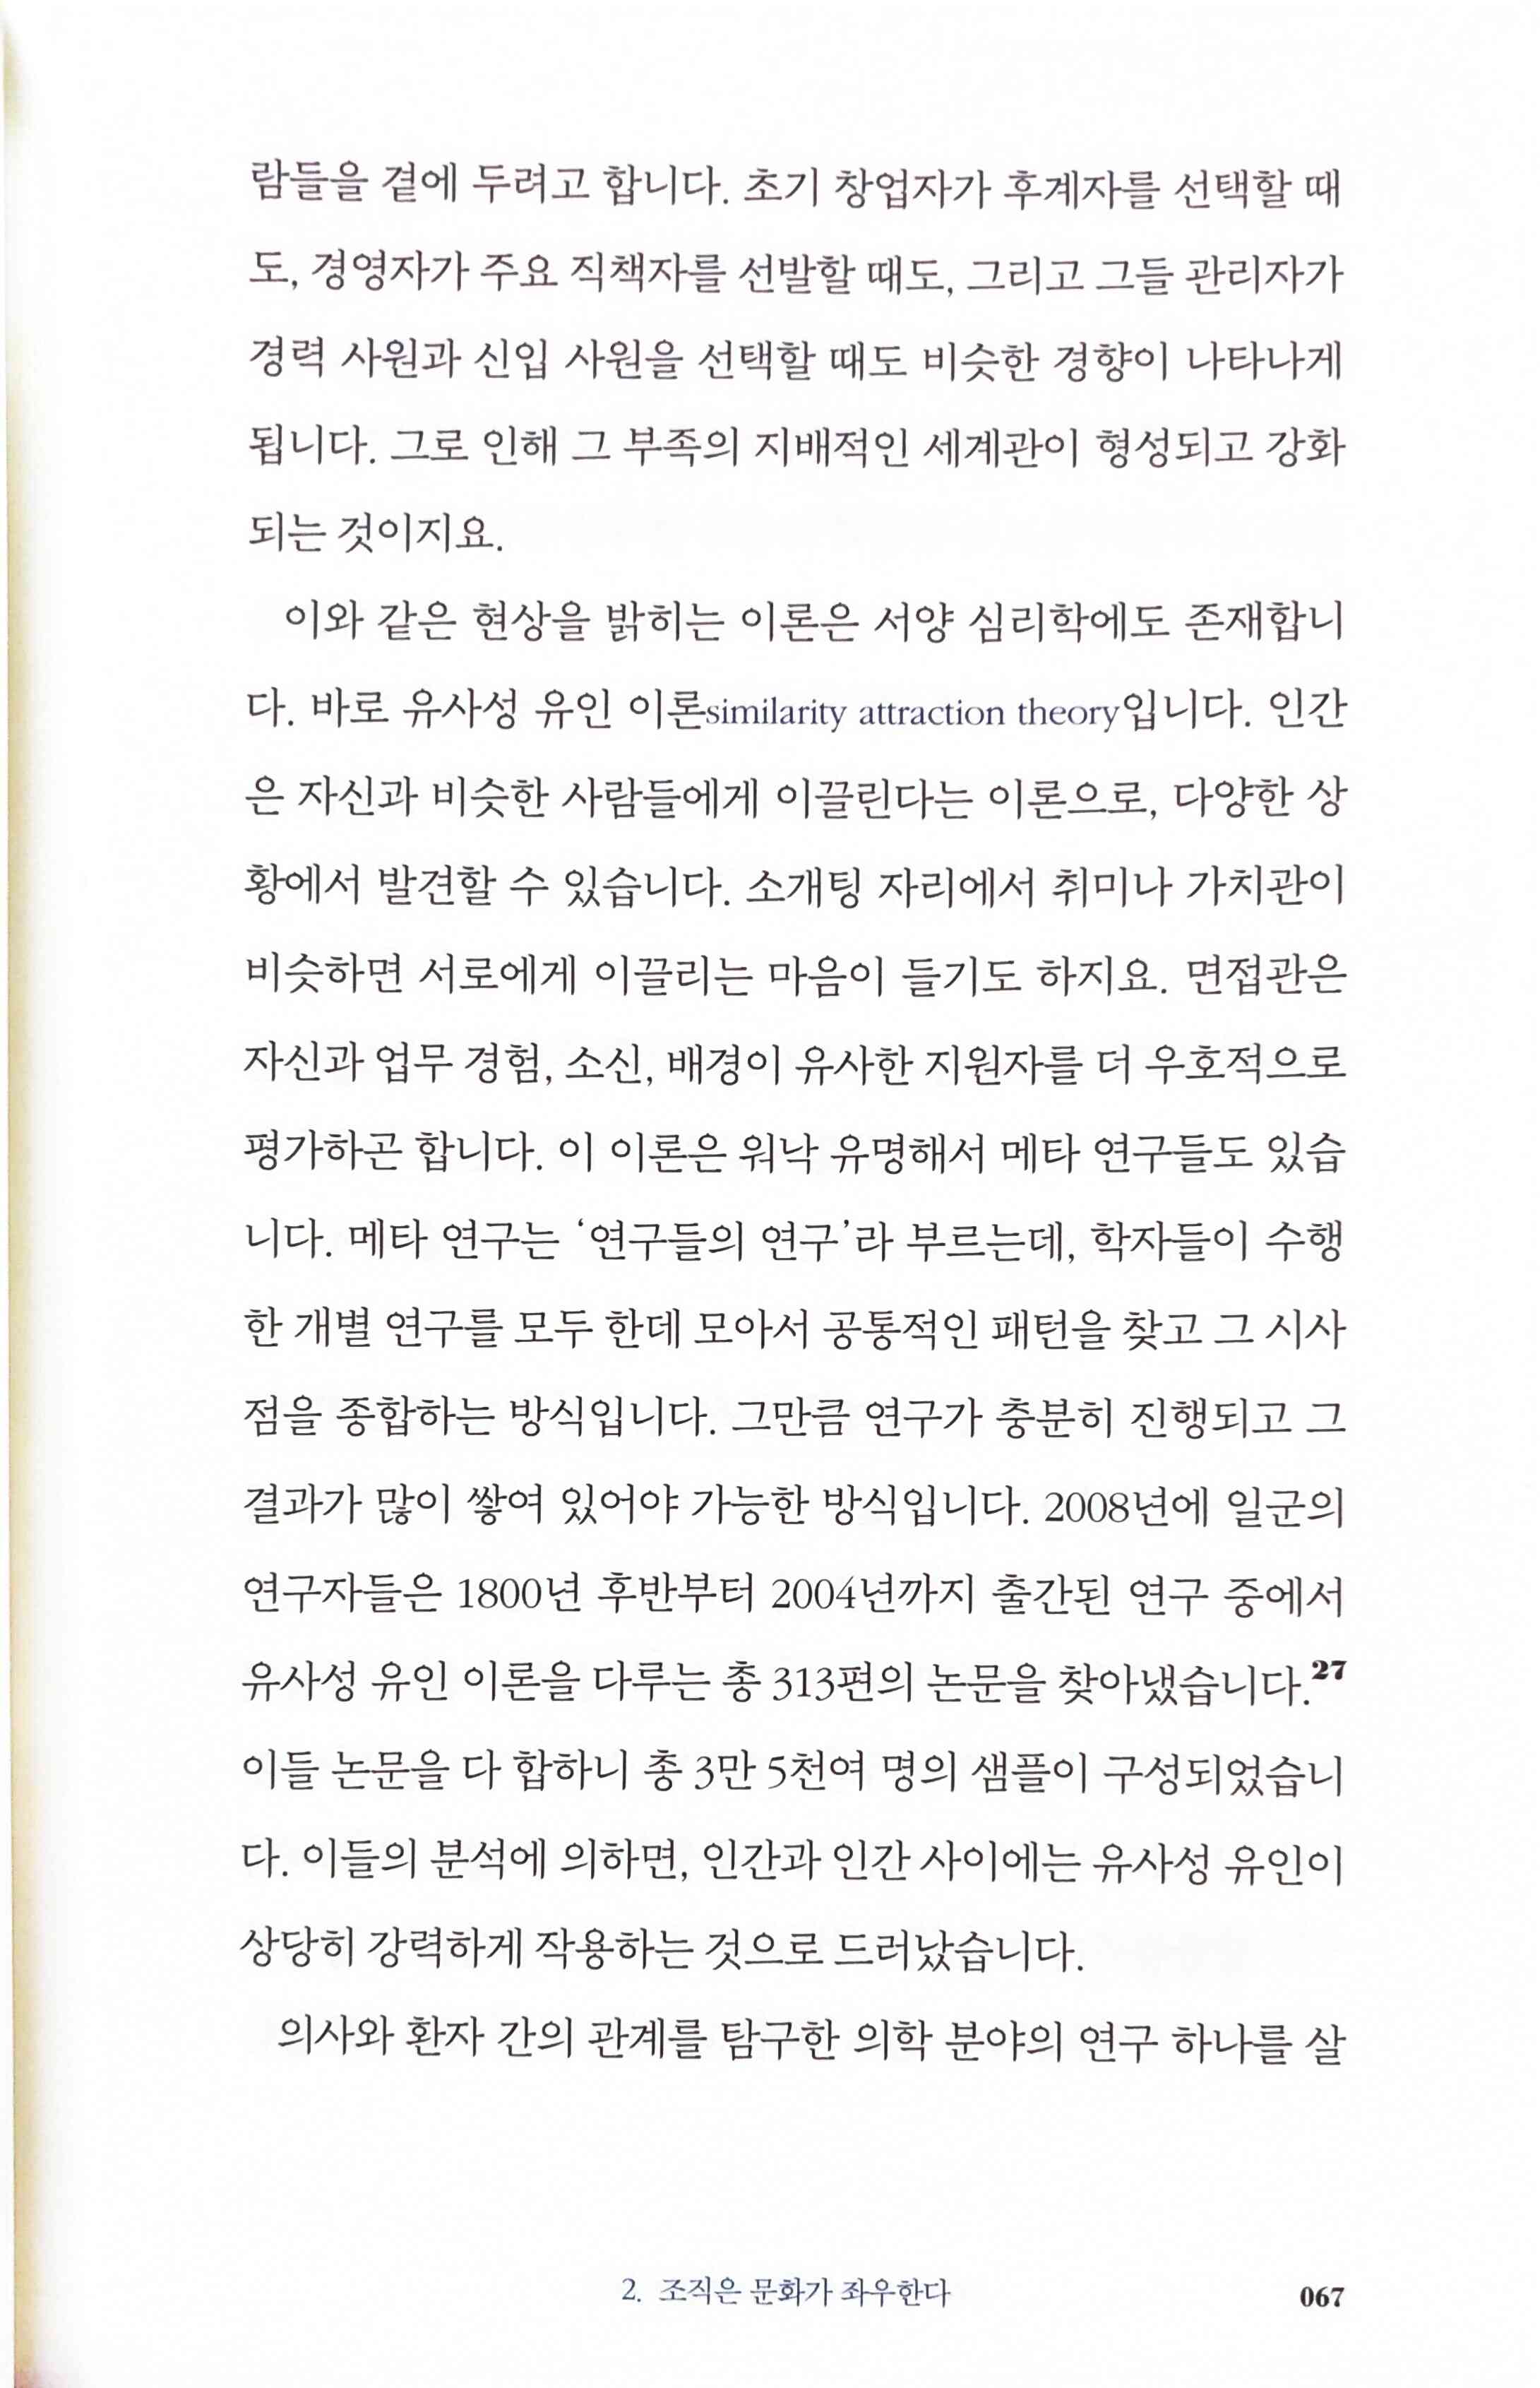 람들을 곁에 두려고 합니다. 초기 창업자가 후계자를 선택할 때
도, 경영자가 주요 직책자를 선발할 때도, 그리고 그들 관리자가
경력 사원과 신입 사원을 선택할 때도 비슷한 경향이 나타나게
됩니다. 그로 인해 그 부족의 지배적인 세계관이 형성되고 강화
되는 것이지요.
이와 같은 현상을 밝히는 이론은 서양 심리학에도 존재합니
다. 바로 유사성 유인 이론similarity attraction theory입니다. 인간
은 자신과 비슷한 사람들에게 이끌린다는 이론으로, 다양한 상
황에서 발견할 수 있습니다. 소개팅 자리에서 취미나 가치관이
비슷하면 서로에게 이끌리는 마음이 들기도 하지요. 면접관은
자신과 업무 경험, 소신, 배경이 유사한 지원자를 더 우호적으로
평가하곤 합니다. 이 이론은 워낙 유명해서 메타 연구들도 있습
니다. 메타 연구는 ‘연구들의 연구’라 부르는데, 학자들이 수행
한 개별 연구를 모두 한데 모아서 공통적인 패턴을 찾고 그 시사
점을 종합하는 방식입니다. 그만큼 연구가 충분히 진행되고 그
결과가 많이 쌓여 있어야 가능한 방식입니다. 2008년에 일군의
연구자들은 1800년 후반부터 2004년까지 출간된 연구 중에서
유사성 유인 이론을 다루는 총 313편의 논문을 찾아냈습니다.27
이들 논문을 다 합하니 총 3만 5천여 명의 샘플이 구성되었습니
다. 이들의 분석에 의하면, 인간과 인간 사이에는 유사성 유인이
상당히 강력하게 작용하는 것으로 드러났습니다.
의사와 환자 간의 관계를 탐구한 의학 분야의 연구 하나를 살
2. 조직은 문화가 좌우한다
067